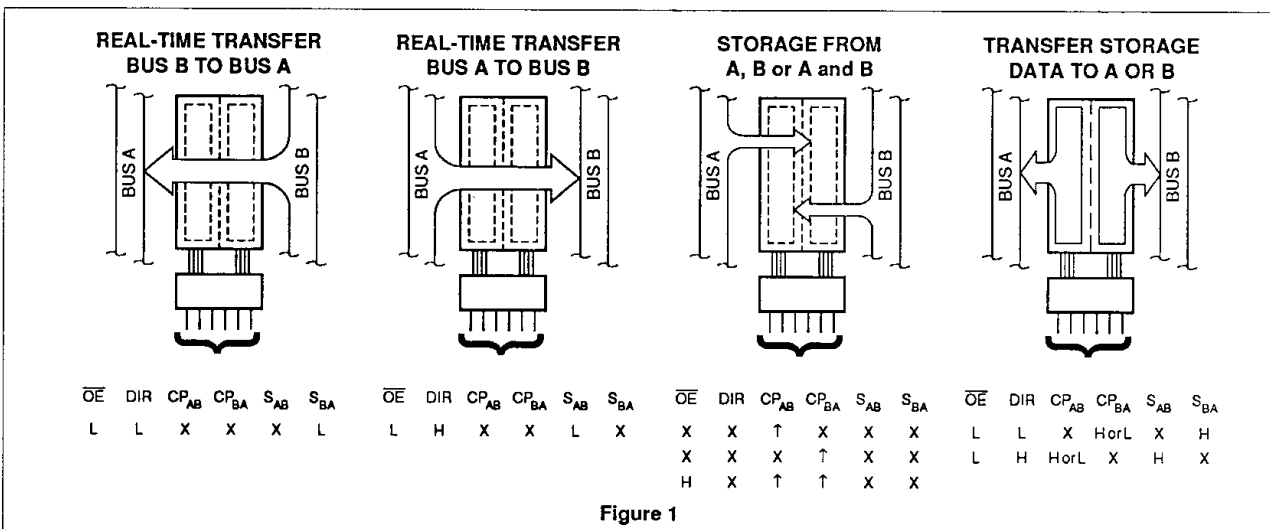 REAL-TIME TRANSFER
BUS B TO BUS A
BUS A
BUS B
OE DIR CPAB CPBA SAB SBA
L L X X X L
REAL-TIME TRANSFER
BUS A TO BUS B
BUS A
BUS B
OE DIR CPAB CPBA SAB SBA
L H X X L X
STORAGE FROM
A, B or A and B
BUS A
BUS B
OE DIR CPAB CPBA SAB SBA
X X ↑ X X X
X X X ↑ X X
H X ↑ ↑ X X
TRANSFER STORAGE
DATA TO A OR B
BUS A
BUS B
OE DIR CPAB CPBA SAB SBA
L L X HorL X H
L H HorL X H X
Figure 1